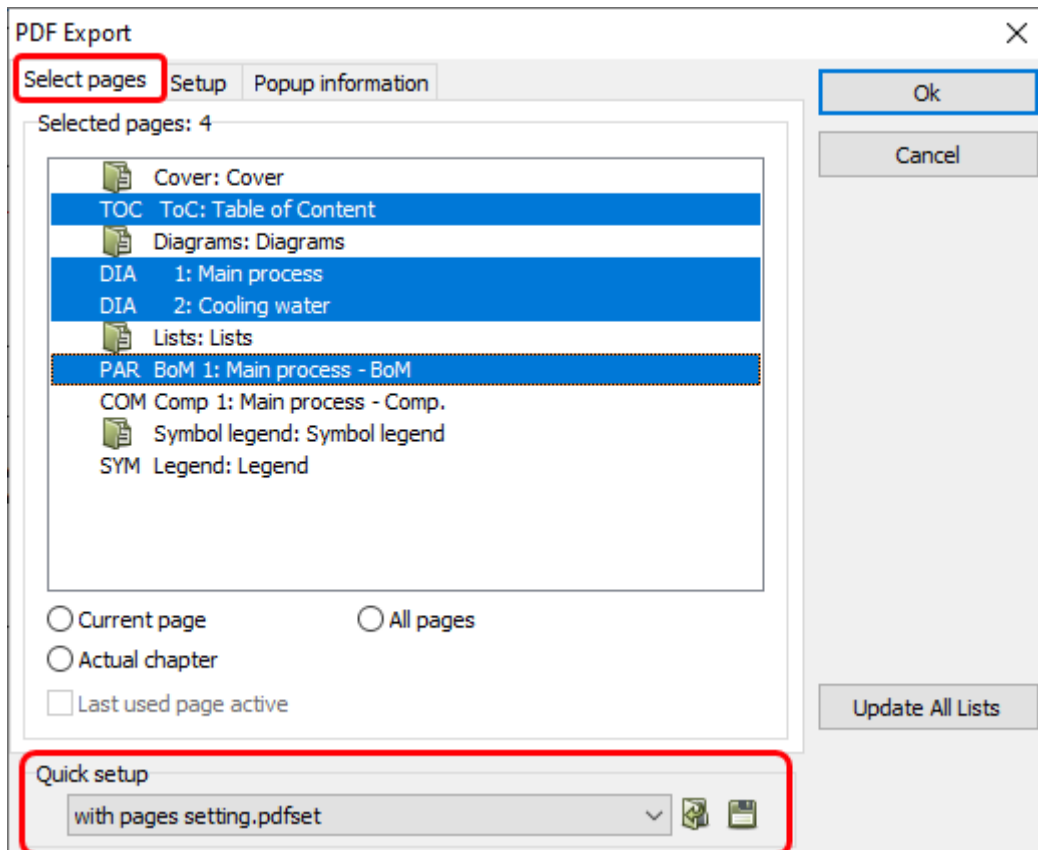 PDF Export
Select pages Setup Popup information
Ok
Selected pages: 4
Cancel
Cover: Cover
TOC ToC: Table of Content
Diagrams: Diagrams
DIA 1: Main process
DIA 2: Cooling water
Lists: Lists
PAR BoM 1: Main process - BoM
COM Comp 1: Main process - Comp.
Symbol legend: Symbol legend
SYM Legend: Legend
Current page All pages
Actual chapter
Last used page active
Update All Lists
Quick setup
with pages setting.pdfset